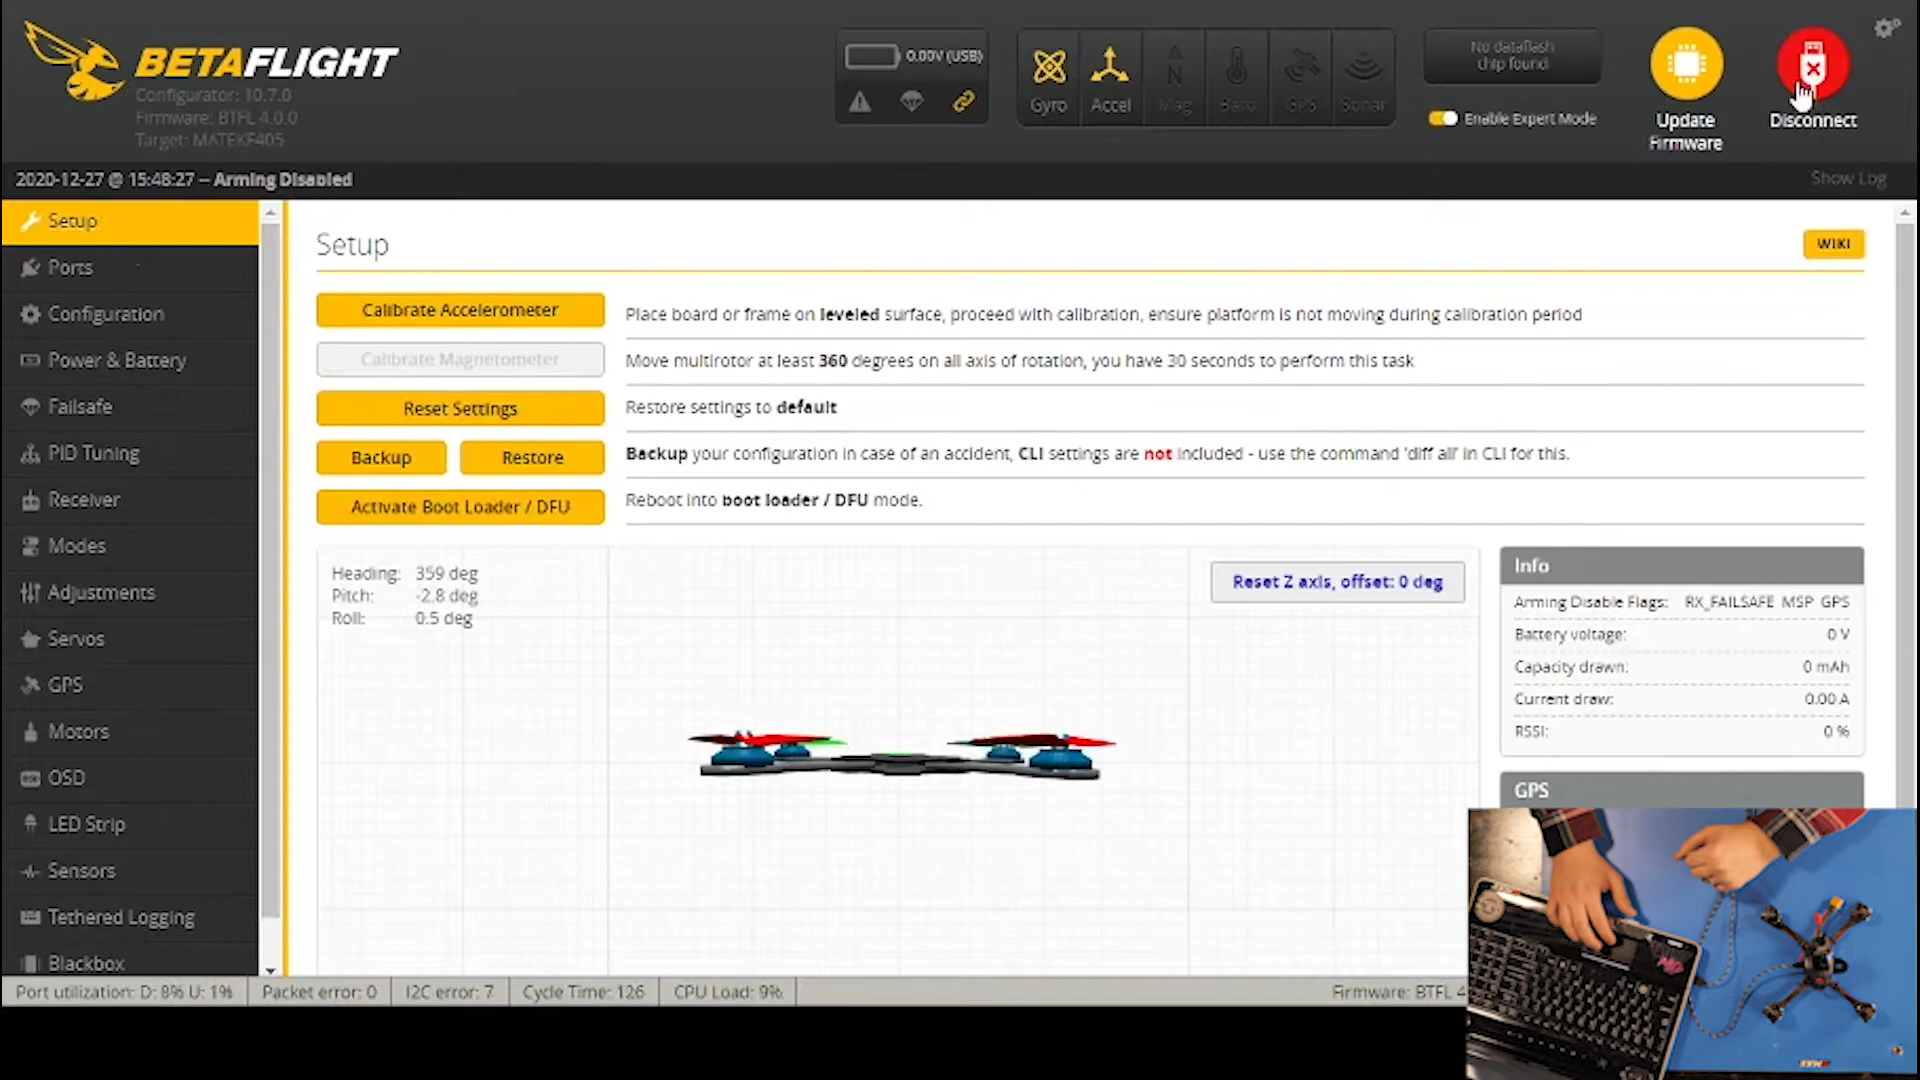 BETAFLIGHT
Configurator: 10.7.0
Firmware: BTFL 4.0.0
Target: MATEKF405
0.00V (USB)
Gyro
Accel
Mag
Baro
GPS
Sonar
No dataflash
chip found
Enable Expert Mode
Update
Firmware
Disconnect
2020-12-27 @ 15:48:27 -- Arming Disabled
Show Log
Setup
Ports
Configuration
Power & Battery
Failsafe
PID Tuning
Receiver
Modes
Adjustments
Servos
GPS
Motors
OSD
LED Strip
Sensors
Tethered Logging
Blackbox
Setup
WIKI
Calibrate Accelerometer
Place board or frame on leveled surface, proceed with calibration, ensure platform is not moving during calibration period
Calibrate Magnetometer
Move multirotor at least 360 degrees on all axis of rotation, you have 30 seconds to perform this task
Reset Settings
Restore settings to default
Backup
Restore
Backup your configuration in case of an accident, CLI settings are not included - use the command 'diff all' in CLI for this.
Activate Boot Loader / DFU
Reboot into boot loader / DFU mode.
Heading: 359 deg
Pitch: -2.8 deg
Roll: 0.5 deg
Reset Z axis, offset: 0 deg
Info
Arming Disable Flags: RX_FAILSAFE MSP GPS
Battery voltage: 0 V
Capacity drawn: 0 mAh
Current draw: 0.00 A
RSSI: 0 %
GPS
Port utilization: D: 8% U: 1%
Packet error: 0
I2C error: 7
Cycle Time: 126
CPU Load: 9%
Firmware: BTFL 4